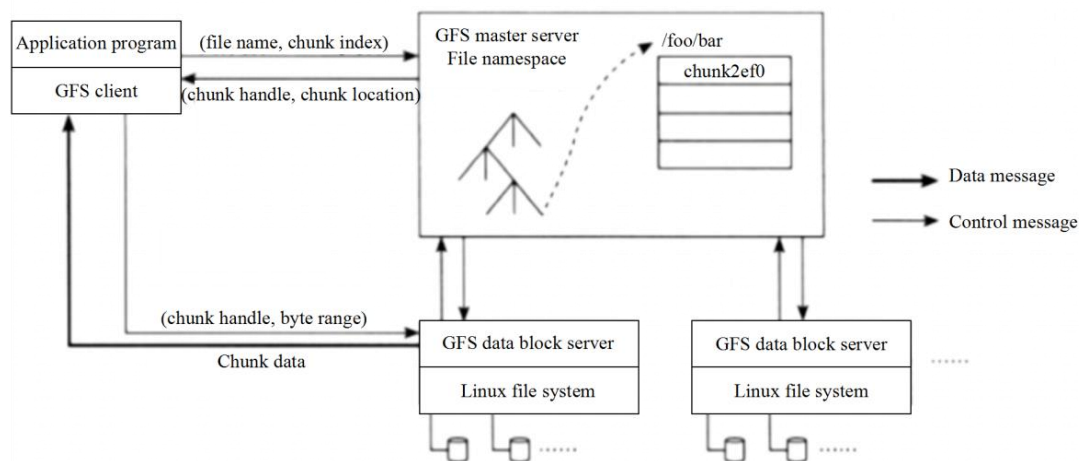 Application program
GFS client
(file name, chunk index)
(chunk handle, chunk location)
GFS master server
File namespace
/foo/bar
chunk2ef0
Data message
Control message
(chunk handle, byte range)
Chunk data
GFS data block server
Linux file system
......
GFS data block server
Linux file system
......
......